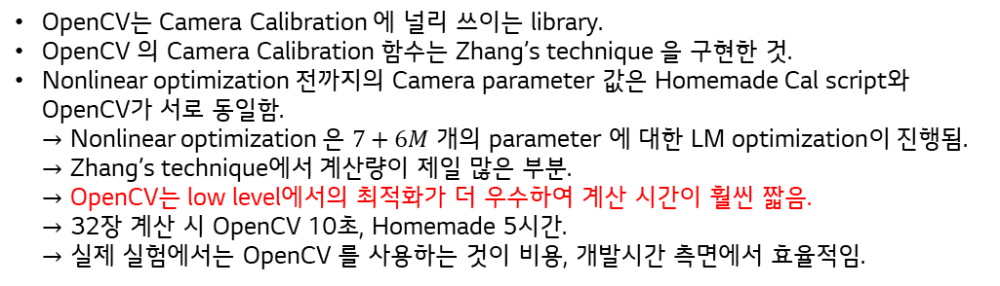 • OpenCV는 Camera Calibration 에 널리 쓰이는 library.
• OpenCV 의 Camera Calibration 함수는 Zhang’s technique 을 구현한 것.
• Nonlinear optimization 전까지의 Camera parameter 값은 Homemade Cal script와
OpenCV가 서로 동일함.
→ Nonlinear optimization 은 7 + 6M 개의 parameter 에 대한 LM optimization이 진행됨.
→ Zhang’s technique에서 계산량이 제일 많은 부분.
→ OpenCV는 low level에서의 최적화가 더 우수하여 계산 시간이 훨씬 짧음.
→ 32장 계산 시 OpenCV 10초, Homemade 5시간.
→ 실제 실험에서는 OpenCV 를 사용하는 것이 비용, 개발시간 측면에서 효율적임.